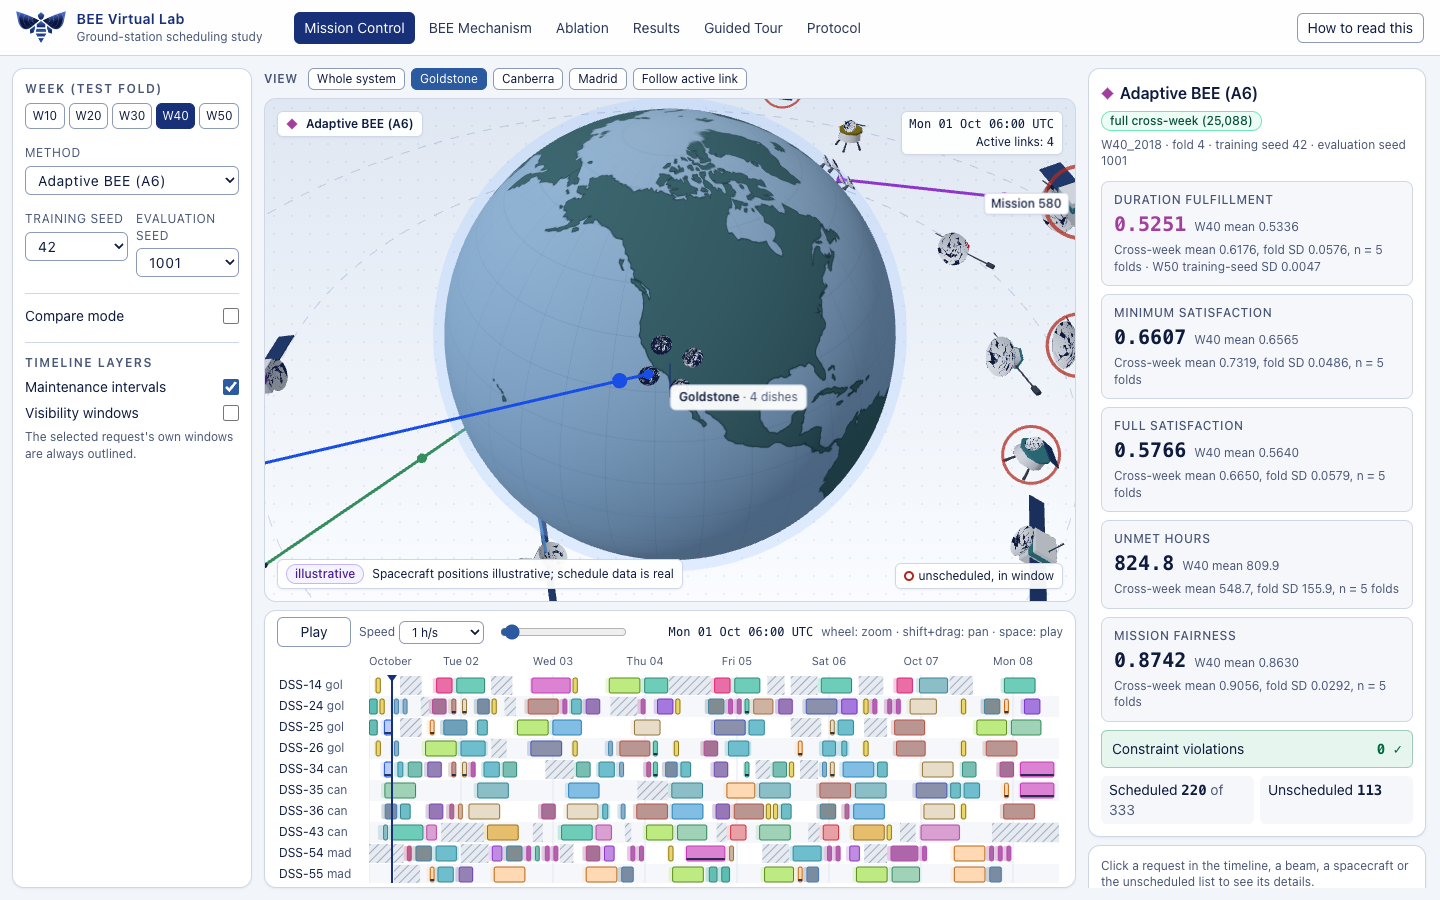 BEE Virtual Lab
Ground-station scheduling study
Mission Control
BEE Mechanism
Ablation
Results
Guided Tour
Protocol
How to read this
WEEK (TEST FOLD)
W10
W20
W30
W40
W50
METHOD
Adaptive BEE (A6)
TRAINING SEED
EVALUATION
SEED
42
1001
Compare mode
TIMELINE LAYERS
Maintenance intervals
Visibility windows
The selected request's own windows
are always outlined.
VIEW
Whole system
Goldstone
Canberra
Madrid
Follow active link
Adaptive BEE (A6)
Mon 01 Oct 06:00 UTC
Active links: 4
Mission 580
Goldstone · 4 dishes
illustrative
Spacecraft positions illustrative; schedule data is real
unscheduled, in window
Play
Speed
1 h/s
Mon 01 Oct 06:00 UTC
wheel: zoom · shift+drag: pan · space: play
October
Tue 02
Wed 03
Thu 04
Fri 05
Sat 06
Oct 07
Mon 08
DSS-14 gol
DSS-24 gol
DSS-25 gol
DSS-26 gol
DSS-34 can
DSS-35 can
DSS-36 can
DSS-43 can
DSS-54 mad
DSS-55 mad
Adaptive BEE (A6)
full cross-week (25,088)
W40_2018 · fold 4 · training seed 42 · evaluation seed
1001
DURATION FULFILLMENT
0.5251 W40 mean 0.5336
Cross-week mean 0.6176, fold SD 0.0576, n = 5
folds · W50 training-seed SD 0.0047
MINIMUM SATISFACTION
0.6607 W40 mean 0.6565
Cross-week mean 0.7319, fold SD 0.0486, n = 5
folds
FULL SATISFACTION
0.5766 W40 mean 0.5640
Cross-week mean 0.6650, fold SD 0.0579, n = 5
folds
UNMET HOURS
824.8 W40 mean 809.9
Cross-week mean 548.7, fold SD 155.9, n = 5 folds
MISSION FAIRNESS
0.8742 W40 mean 0.8630
Cross-week mean 0.9056, fold SD 0.0292, n = 5
folds
Constraint violations
0 ✓
Scheduled 220 of
333
Unscheduled 113
Click a request in the timeline, a beam, a spacecraft or
the unscheduled list to see its details.